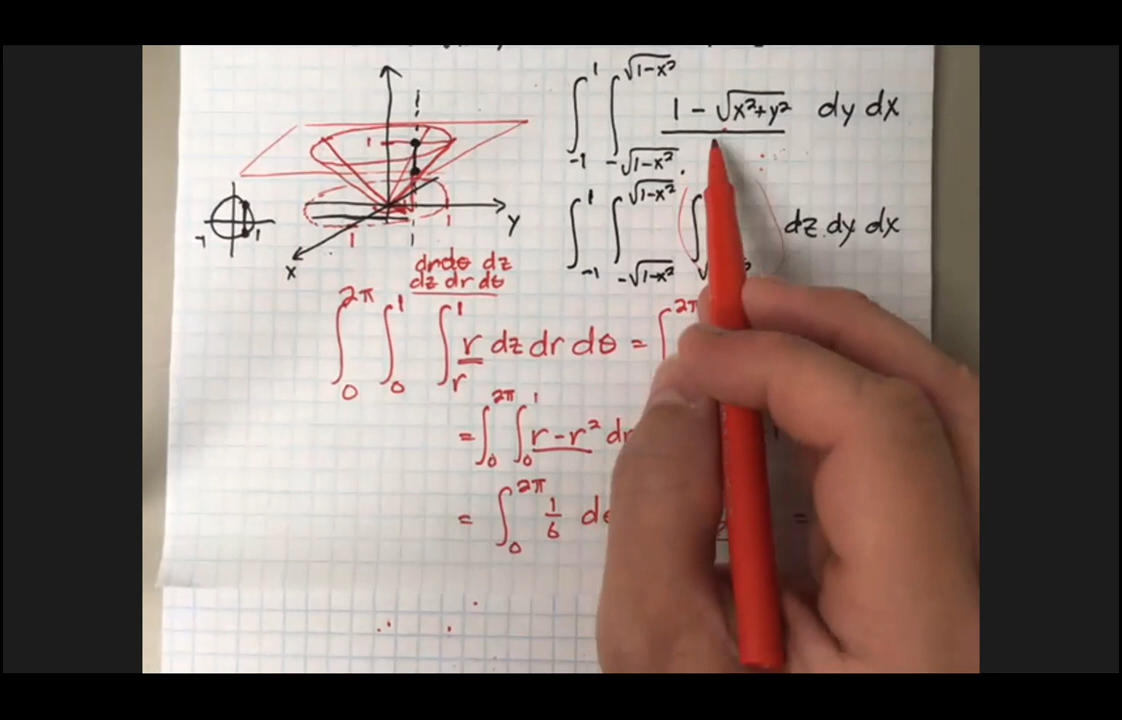 ∫_{-1}^{1} ∫_{-√(1-x²)}^{√(1-x²)} 1 - √(x²+y²) dy dx
∫_{-1}^{1} ∫_{-√(1-x²)}^{√(1-x²)} ∫ dz dy dx
1
-1 1
1 1
1
y
x
dr dθ dz
dz dr dθ
∫_0^{2π} ∫_0^1 ∫_r^1 r dz dr dθ = ∫^{2π}
= ∫_0^{2π} ∫_0^1 r - r² dr
= ∫_0^{2π} 1/6 dθ =